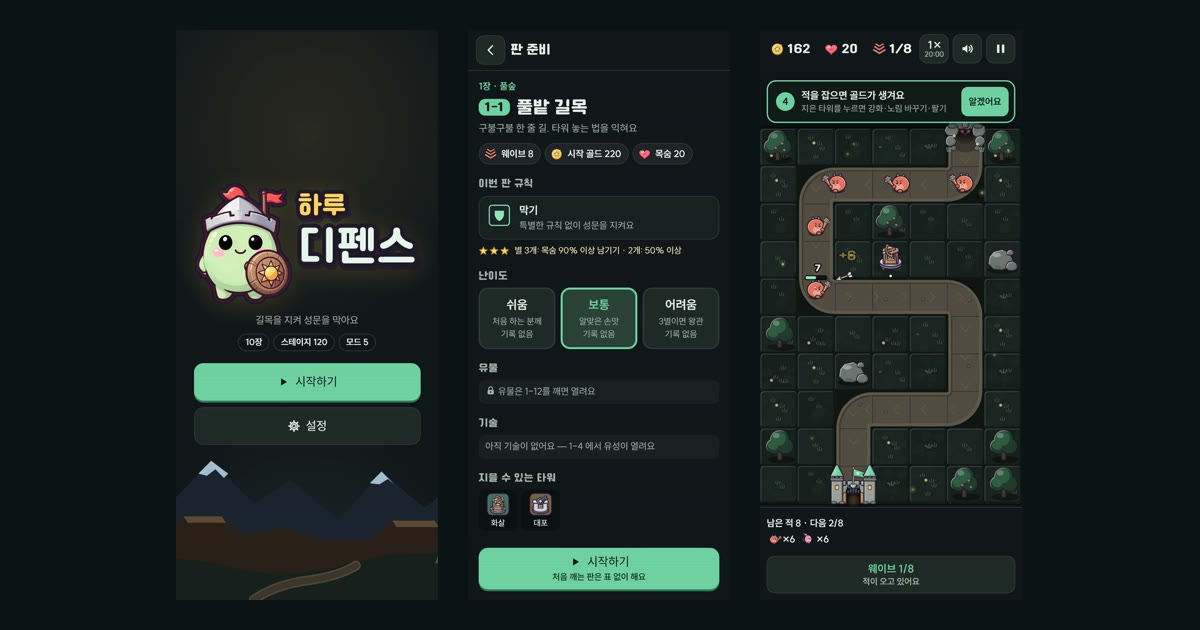 하루
디펜스
길목을 지켜 성문을 막아요
10장 스테이지 120 모드 5
시작하기
설정
판 준비
1장 · 풀숲
1-1 풀밭 길목
구불구불 한 줄 길. 타워 놓는 법을 익혀요
웨이브 8 시작 골드 220 목숨 20
이번 판 규칙
막기
특별한 규칙 없이 성문을 지켜요
별 3개: 목숨 90% 이상 남기기 · 2개: 50% 이상
난이도
쉬움 보통 어려움
처음 하는 분께 알맞은 손맛 3별이면 왕관
기록 없음 기록 없음 기록 없음
유물
유물은 1-12를 깨면 열려요
기술
아직 기술이 없어요 — 1-4 에서 유성이 열려요
지을 수 있는 타워
화살 대포
시작하기
처음 깨는 판은 표 없이 해요
162 20 1/8 1×
20:00
4 적을 잡으면 골드가 생겨요
지은 타워를 누르면 강화·노림 바꾸기·팔기
알겠어요
+6
7
남은 적 8 · 다음 2/8
×6 ×6
웨이브 1/8
적이 오고 있어요